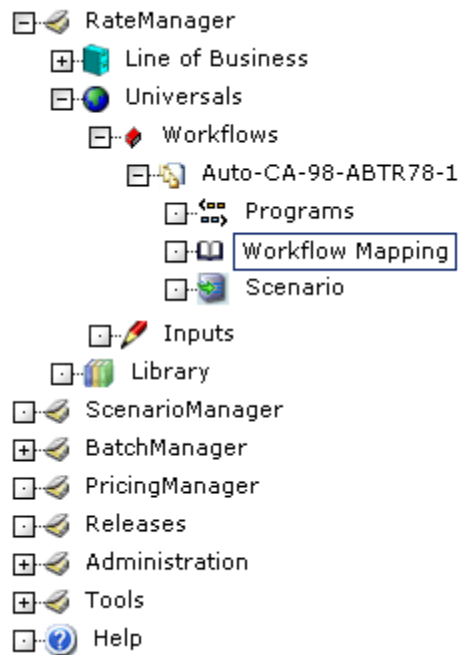 RateManager
Line of Business
Universals
Workflows
Auto-CA-98-ABTR78-1
Programs
Workflow Mapping
Scenario
Inputs
Library
ScenarioManager
BatchManager
PricingManager
Releases
Administration
Tools
Help